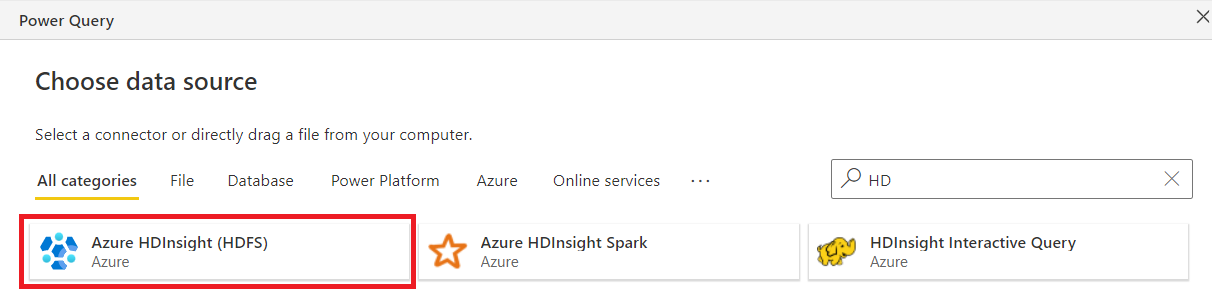 Power Query
Choose data source
Select a connector or directly drag a file from your computer.
All categories File Database Power Platform Azure Online services ... HD
Azure HDInsight (HDFS) Azure HDInsight Spark HDInsight Interactive Query
Azure Azure Azure